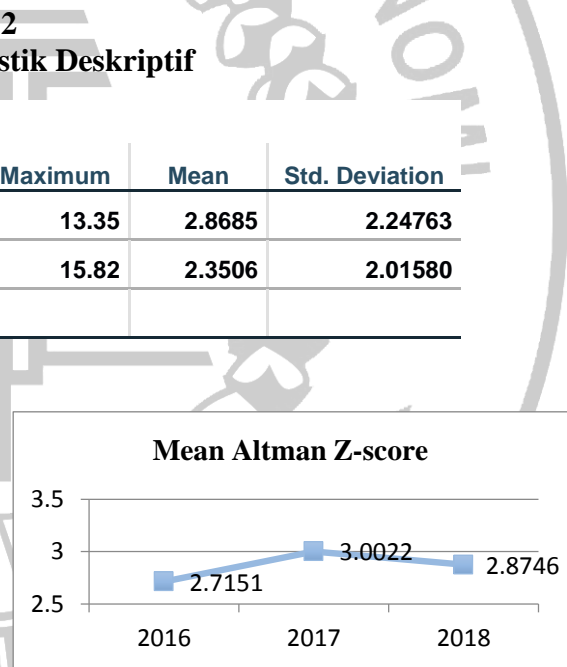 2
stik Deskriptif
Maximum Mean Std. Deviation
13.35 2.8685 2.24763
15.82 2.3506 2.01580
Mean Altman Z-score
3.5
3
2.5
2.7151
3.0022
2.8746
2016 2017 2018